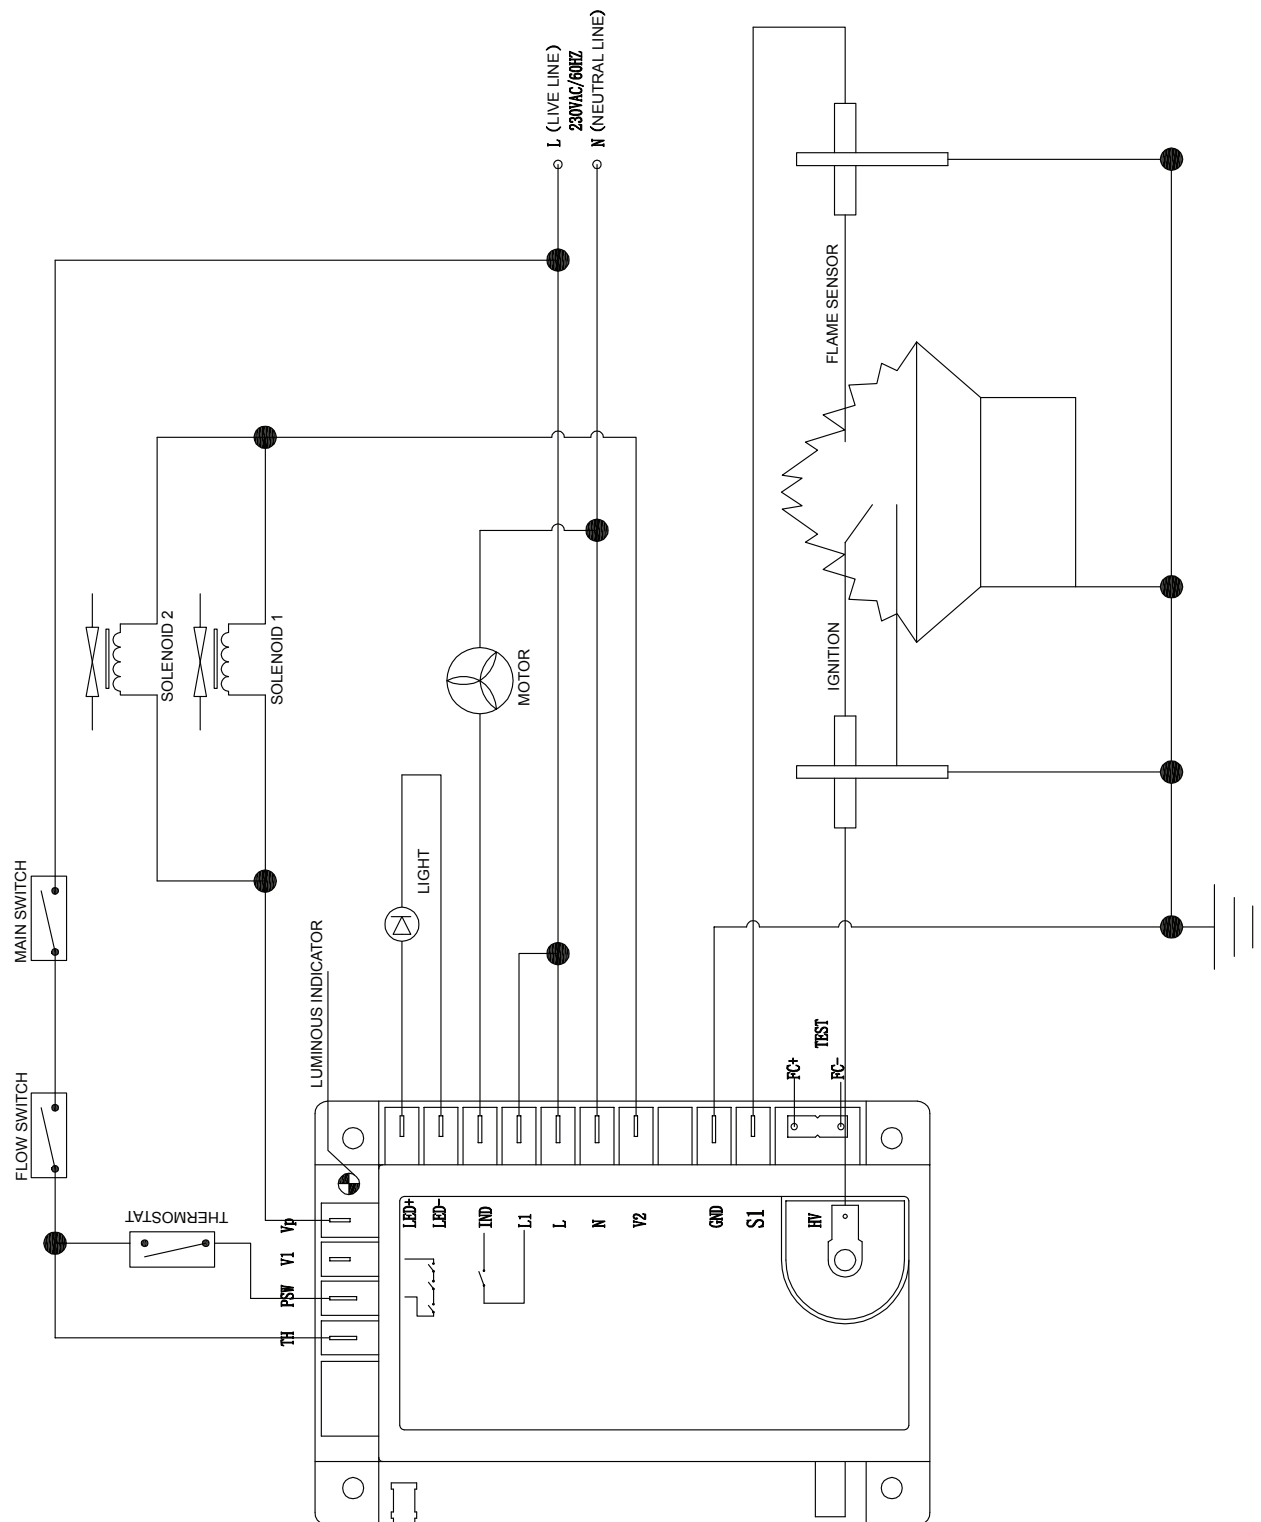 L (LIVE LINE)
230VAC/60HZ
N (NEUTRAL LINE)
FLAME SENSOR
SOLENOID 2
SOLENOID 1
MOTOR
IGNITION
MAIN SWITCH
LIGHT
LUMINOUS INDICATOR
FLOW SWITCH
THERMOSTAT
TEST
FC+
FC-
Vp
V1
PSW
TH
LED+
LED-
IND
L1
L
N
V2
GND
S1
HV